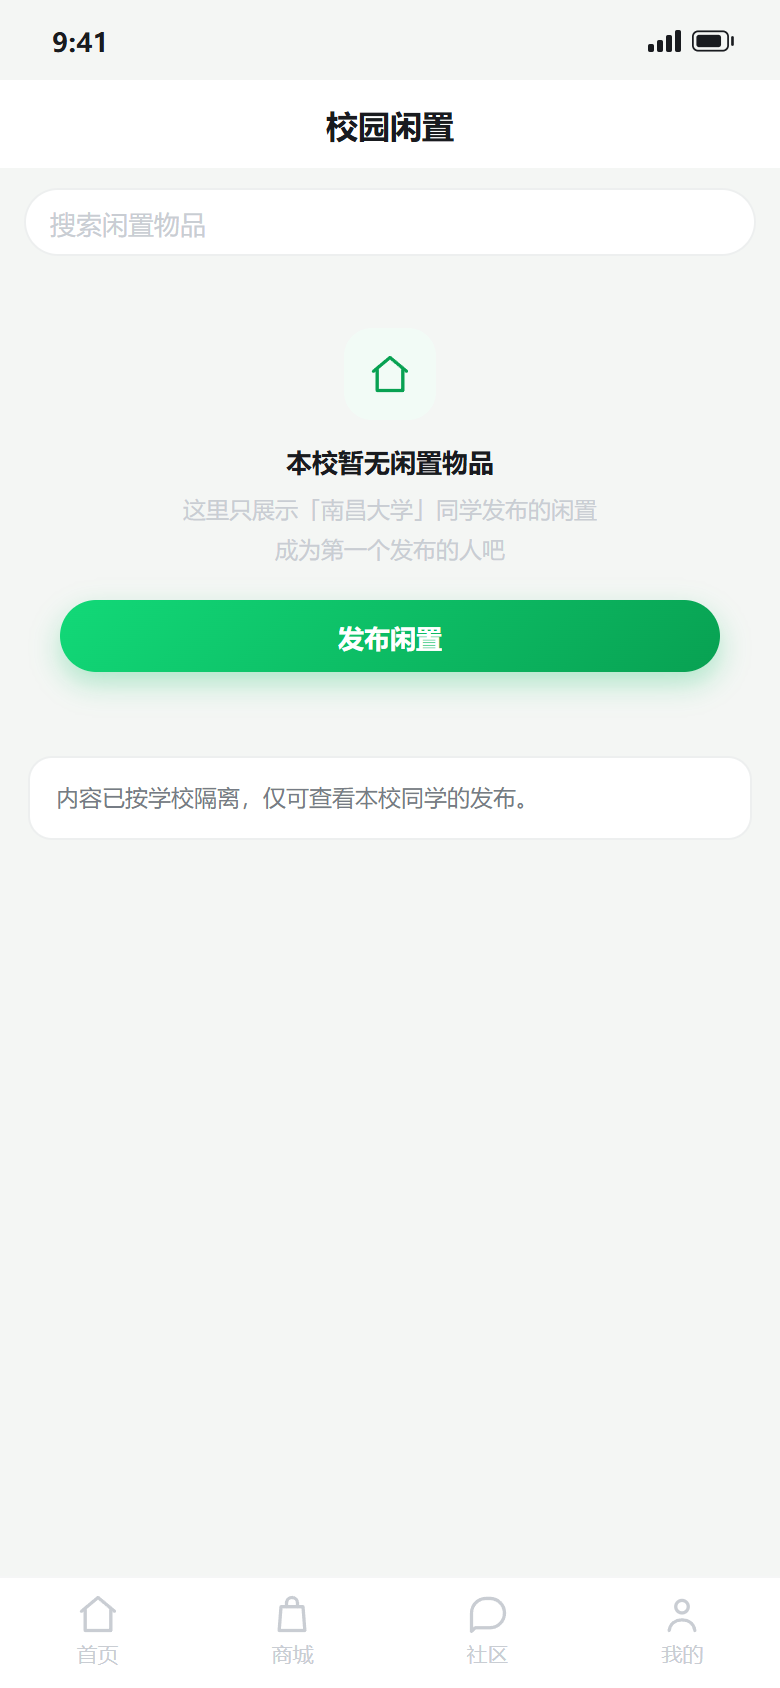 9:41
校园闲置
搜索闲置物品
本校暂无闲置物品
这里只展示「南昌大学」同学发布的闲置
成为第一个发布的人吧
发布闲置
内容已按学校隔离，仅可查看本校同学的发布。
首页
商城
社区
我的